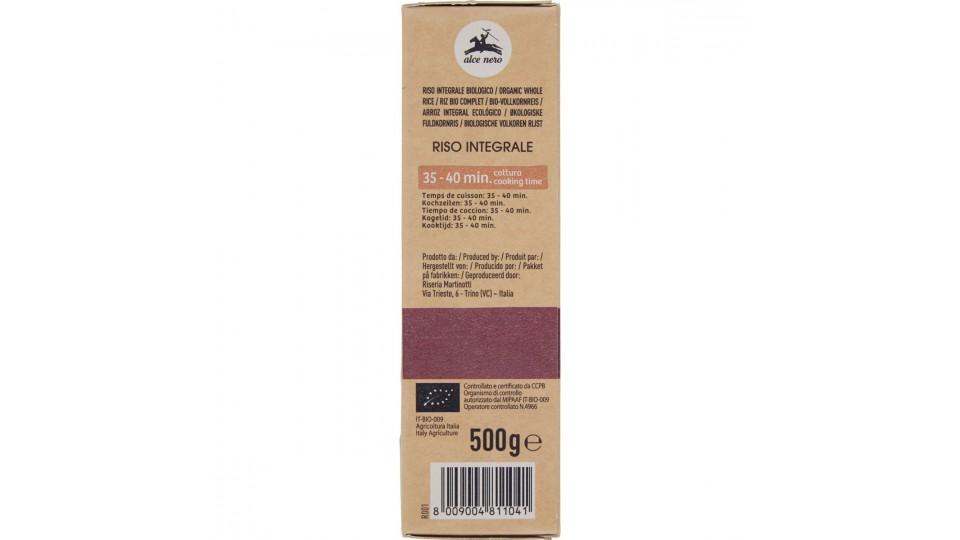 alce nero
RISO INTEGRALE BIOLOGICO / ORGANIC WHOLE
RICE / RIZ BIO COMPLET / BIO-VOLLKORNREIS /
ARROZ INTEGRAL ECOLÓGICO / ØKOLOGISKE
FULDKORNRIS / BIOLOGISCHE VOLKOREN RIJST
RISO INTEGRALE
35 - 40 min. cottura
cooking time
Temps de cuisson: 35 - 40 min.
Kochzeiten: 35 - 40 min.
Tiempo de coccion: 35 - 40 min.
Kogetid: 35 - 40 min.
Kooktijd: 35 - 40 min.
Prodotto da: / Produced by: / Produit par: /
Hergestellt von: / Producido por: / Pakket
på fabrikken: / Geproduceerd door:
Riseria Martinotti
Via Trieste, 6 - Trino (VC) – Italia
Controllato e certificato da CCPB
Organismo di controllo
autorizzato dal MIPAAF IT-BIO-009
Operatore controllato N.4966
IT-BIO-009
Agricoltura Italia
Italy Agriculture
500g e
R001
8 009004 811041